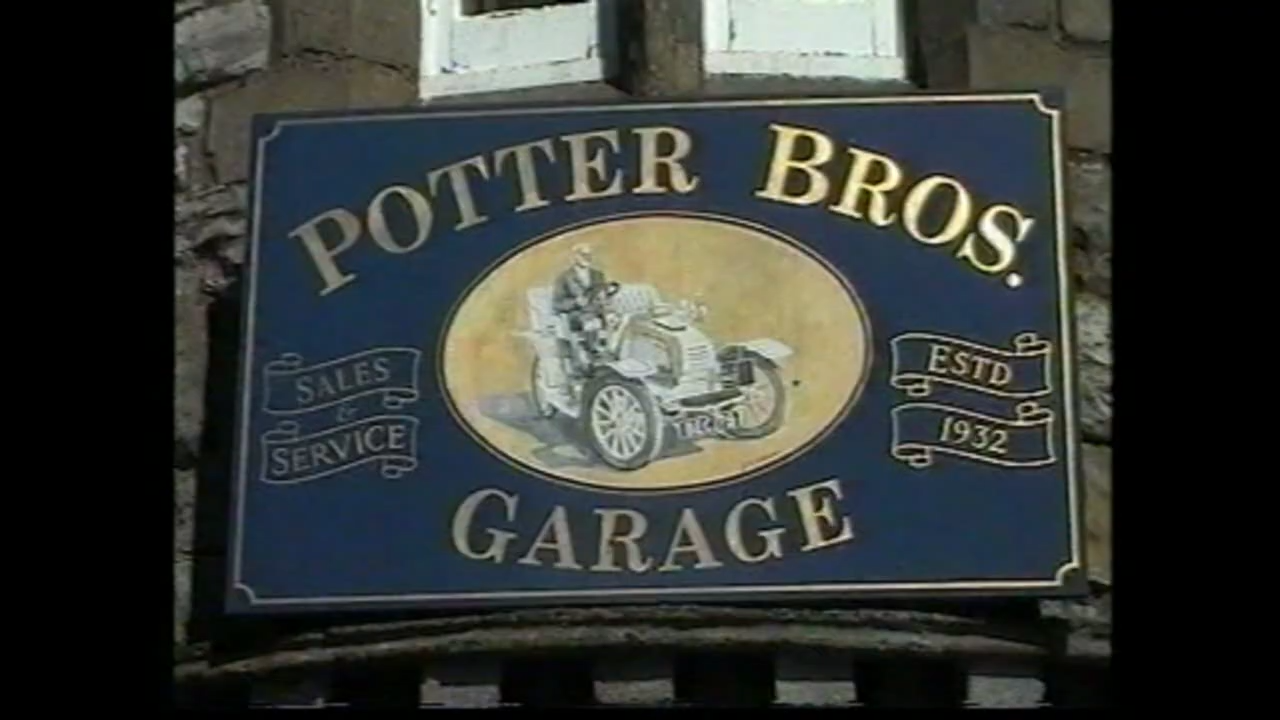 POTTER BROS.
SALES
&
SERVICE
ESTD
1932
GARAGE